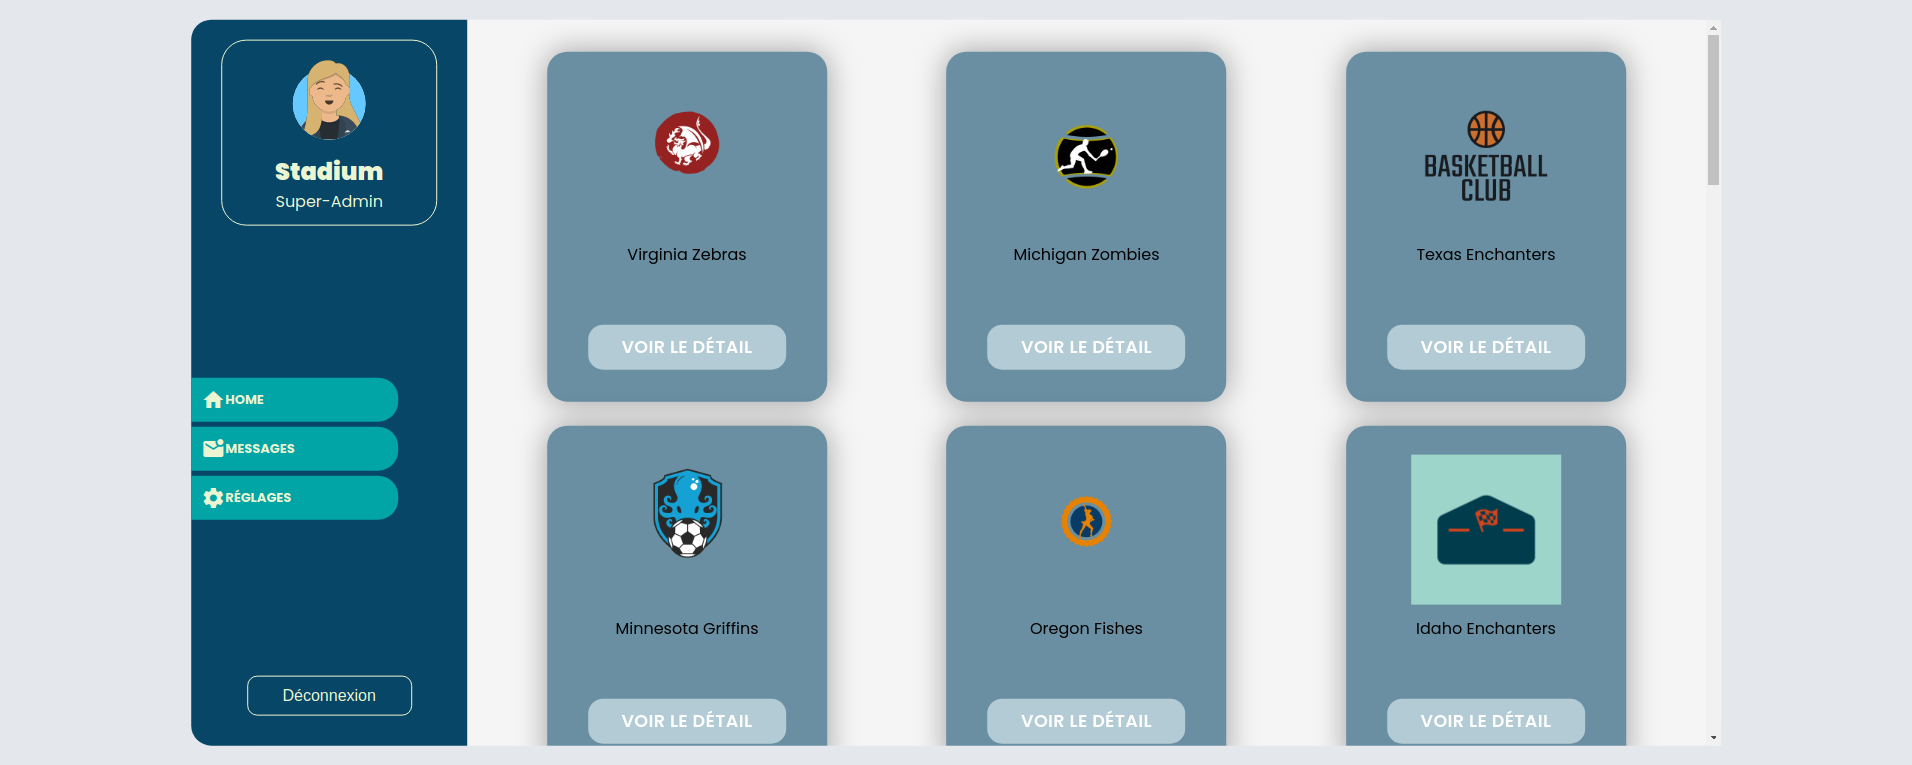 Stadium
Super-Admin
HOME
MESSAGES
RÉGLAGES
Déconnexion
BASKETBALL
CLUB
Virginia Zebras
Michigan Zombies
Texas Enchanters
VOIR LE DÉTAIL
VOIR LE DÉTAIL
VOIR LE DÉTAIL
Minnesota Griffins
Oregon Fishes
Idaho Enchanters
VOIR LE DÉTAIL
VOIR LE DÉTAIL
VOIR LE DÉTAIL